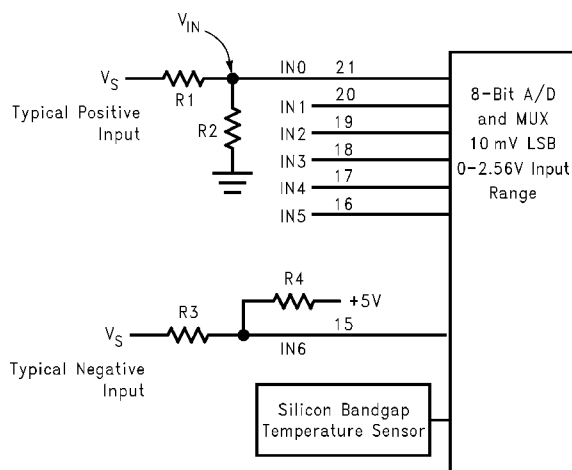 V_IN
V_S
Typical Positive
Input
R1
R2
IN0 21
IN1 20
IN2 19
IN3 18
IN4 17
IN5 16
8-Bit A/D
and MUX
10 mV LSB
0-2.56V Input
Range
R4
+5V
R3
V_S
15
IN6
Typical Negative
Input
Silicon Bandgap
Temperature Sensor